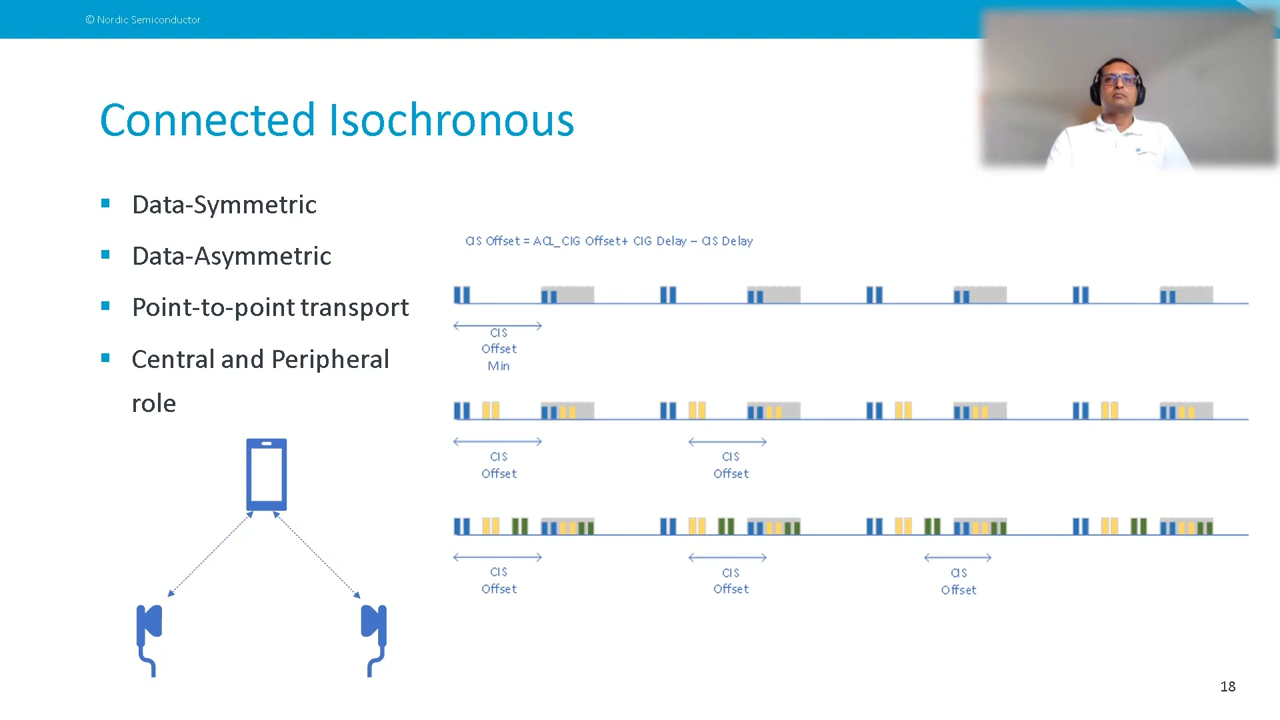 © Nordic Semiconductor
Connected Isochronous
Data-Symmetric
Data-Asymmetric
Point-to-point transport
Central and Peripheral
role
CIS Offset = ACL_CIG Offset+ CIG Delay – CIS Delay
CIS
Offset
Min
CIS
Offset
CIS
Offset
CIS
Offset
CIS
Offset
CIS
Offset
18